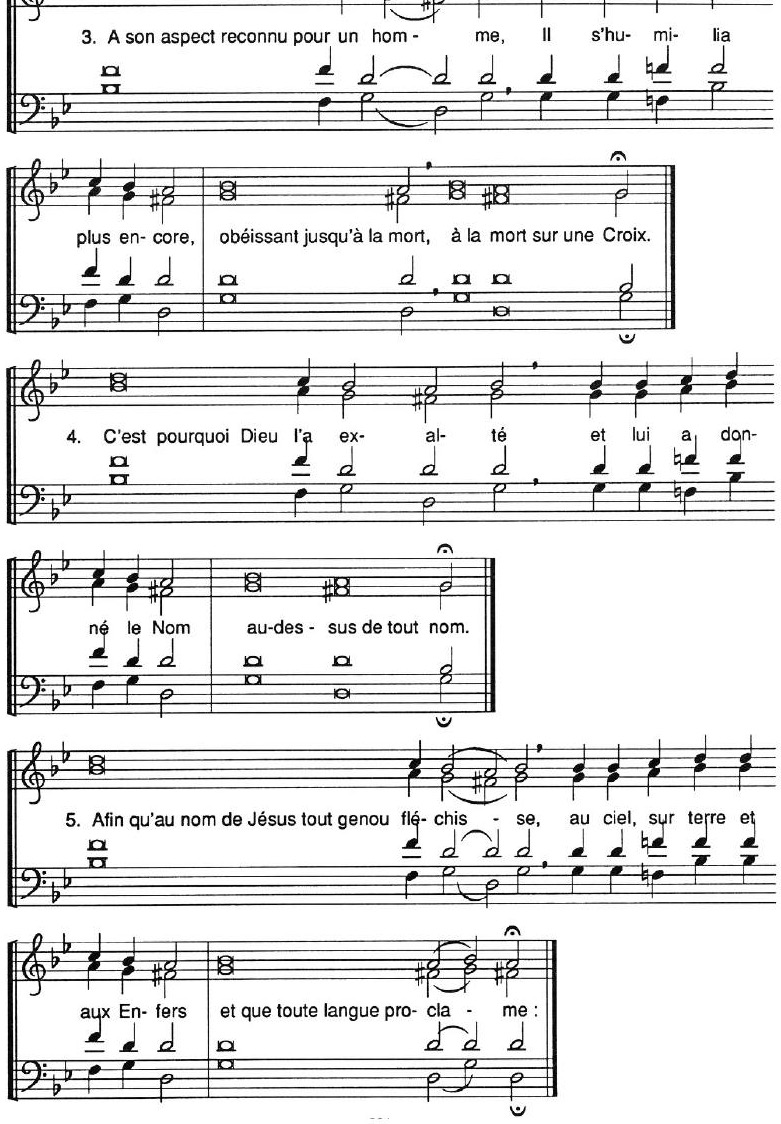 3. A son aspect reconnu pour un hom - me, Il s'hu- mi- lia
plus en- core, obéissant jusqu'à la mort, à la mort sur une Croix.
4. C'est pourquoi Dieu l'a ex- al- té et lui a don-
né le Nom au-des - sus de tout nom.
5. Afin qu'au nom de Jésus tout genou flé- chis - se, au ciel, sur terre et
aux En- fers et que toute langue pro- cla - me :